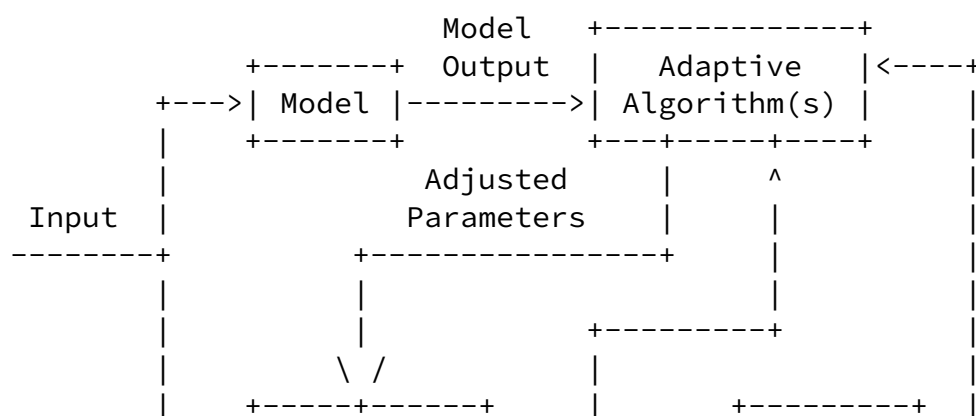 Model
Output
Adaptive
Model
Algorithm(s)
Adjusted
Input
Parameters